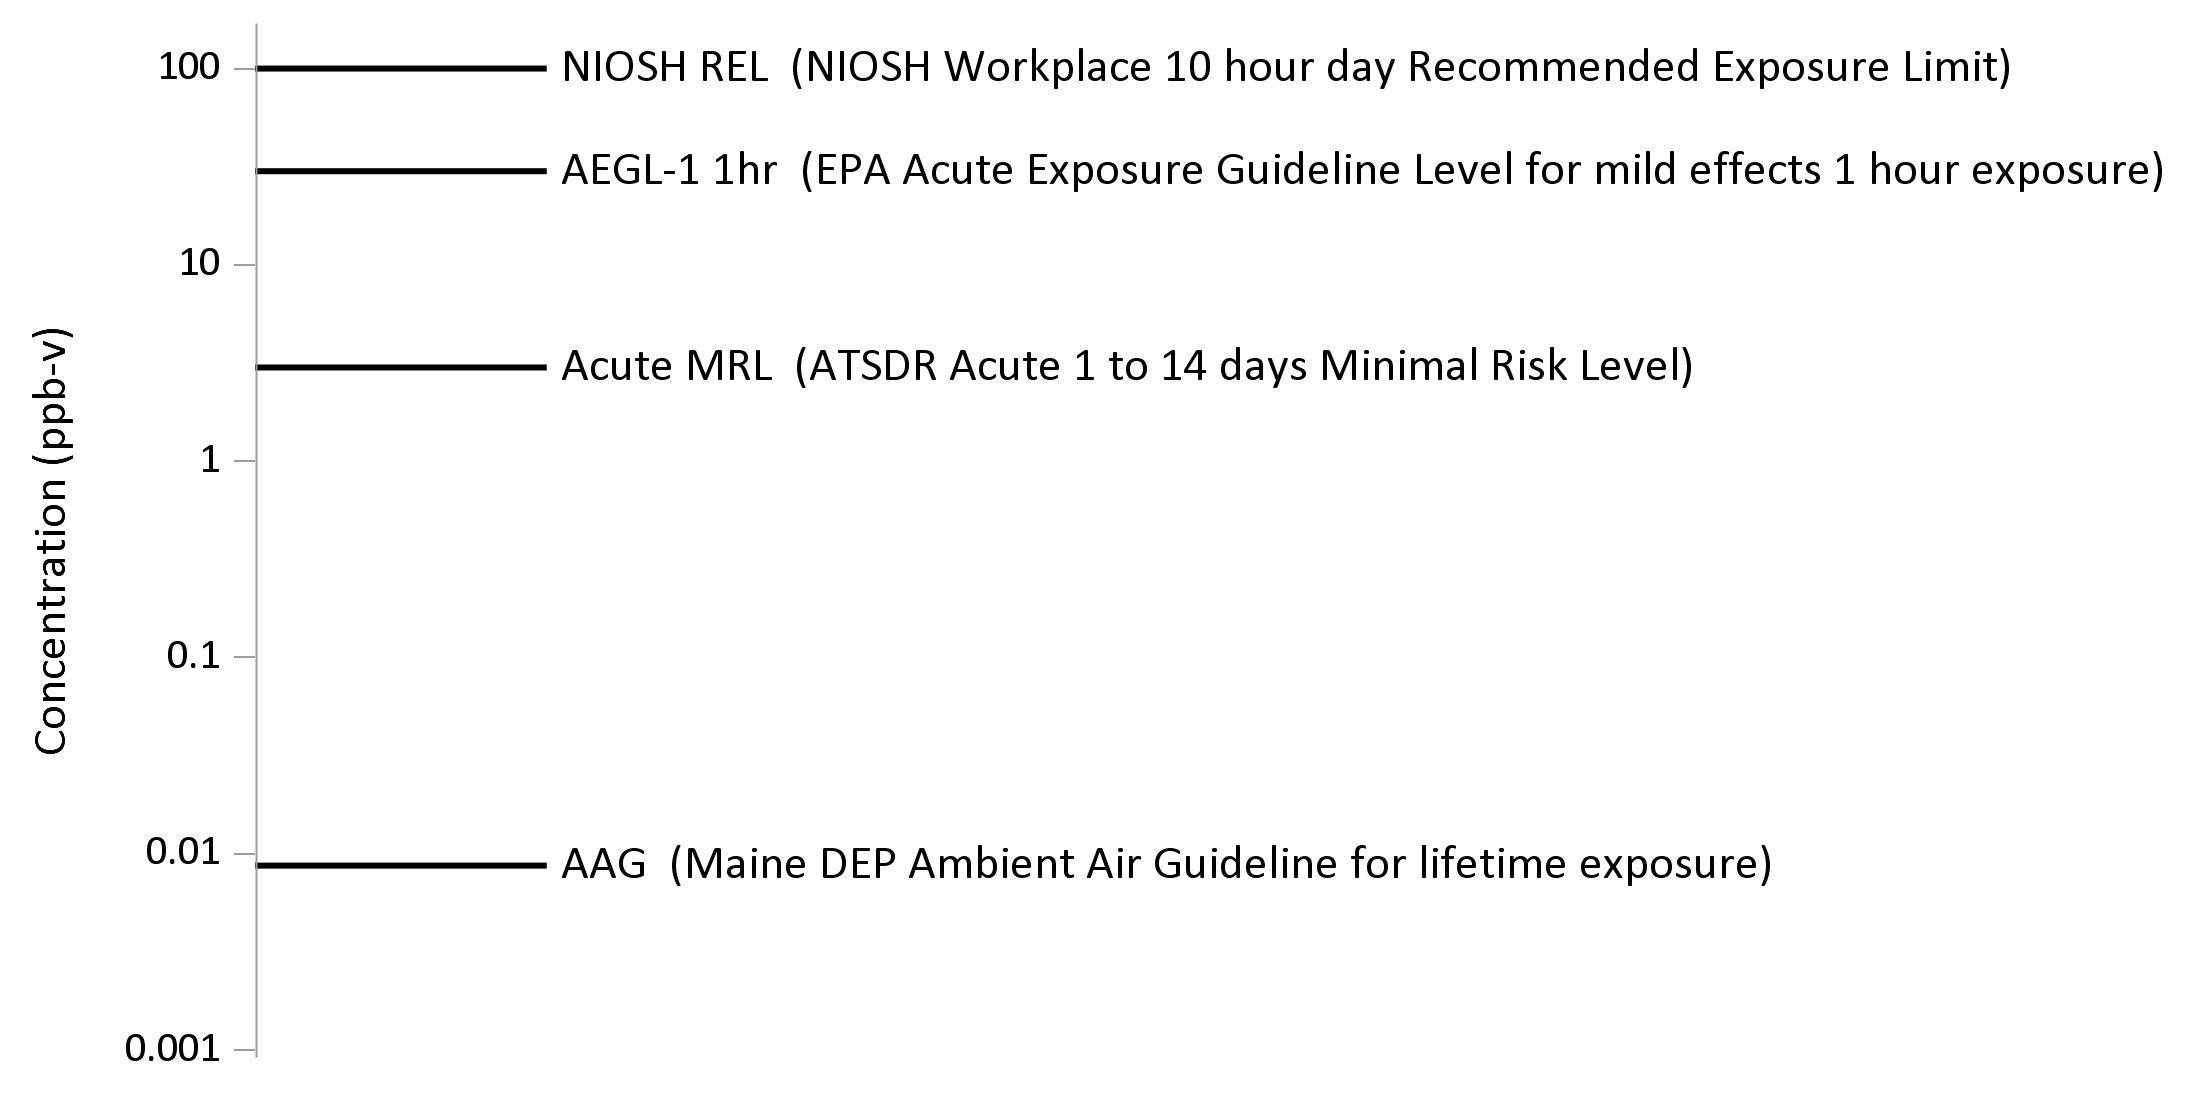 100
NIOSH REL (NIOSH Workplace 10 hour day Recommended Exposure Limit)
AEGL-1 1hr (EPA Acute Exposure Guideline Level for mild effects 1 hour exposure)
10
Concentration (ppb-v)
Acute MRL (ATSDR Acute 1 to 14 days Minimal Risk Level)
1
0.1
0.01
AAG (Maine DEP Ambient Air Guideline for lifetime exposure)
0.001